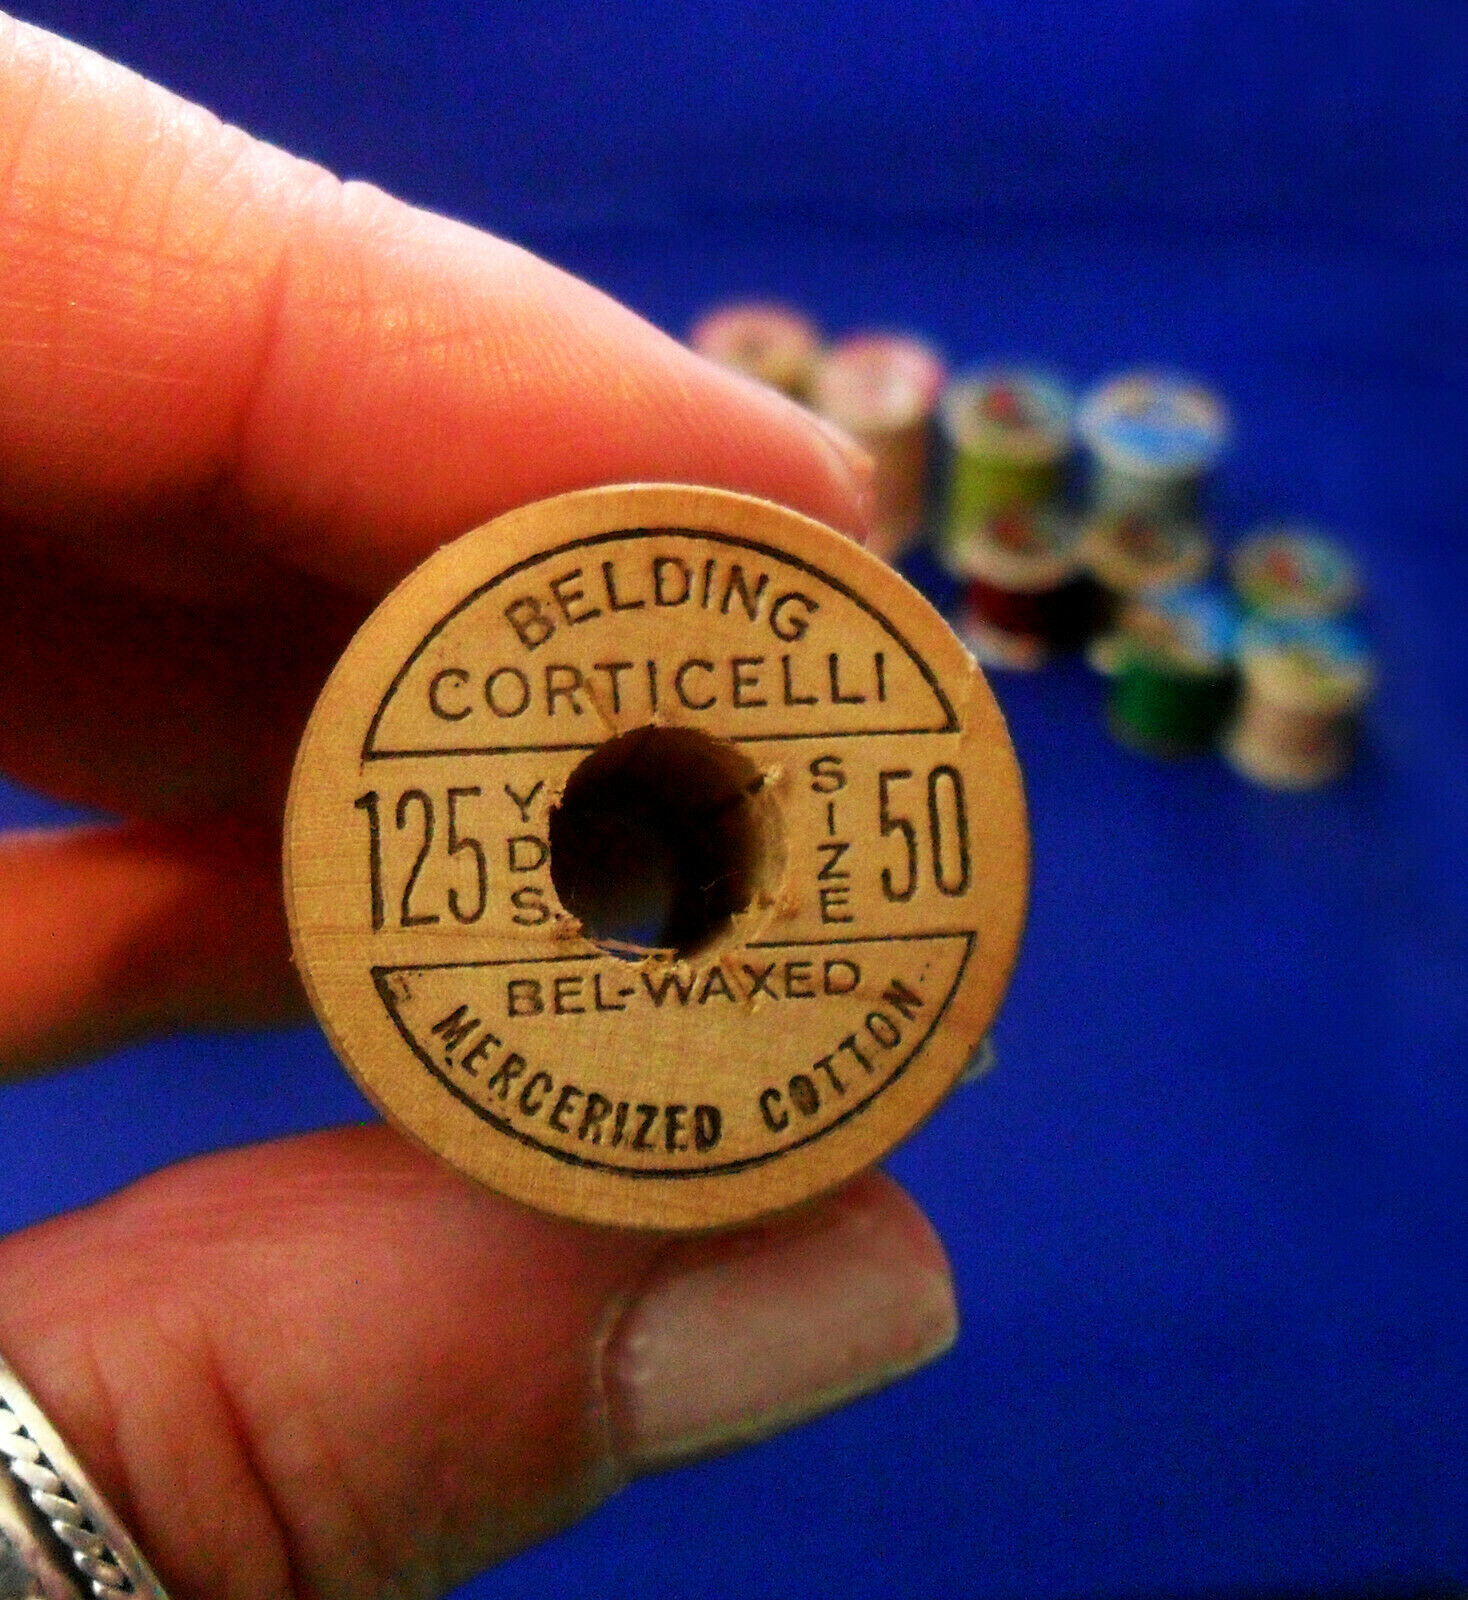 BELDING
CORTICELLI
125 YDS SIZE 50
BEL-WAXED
MERCERIZED COTTON